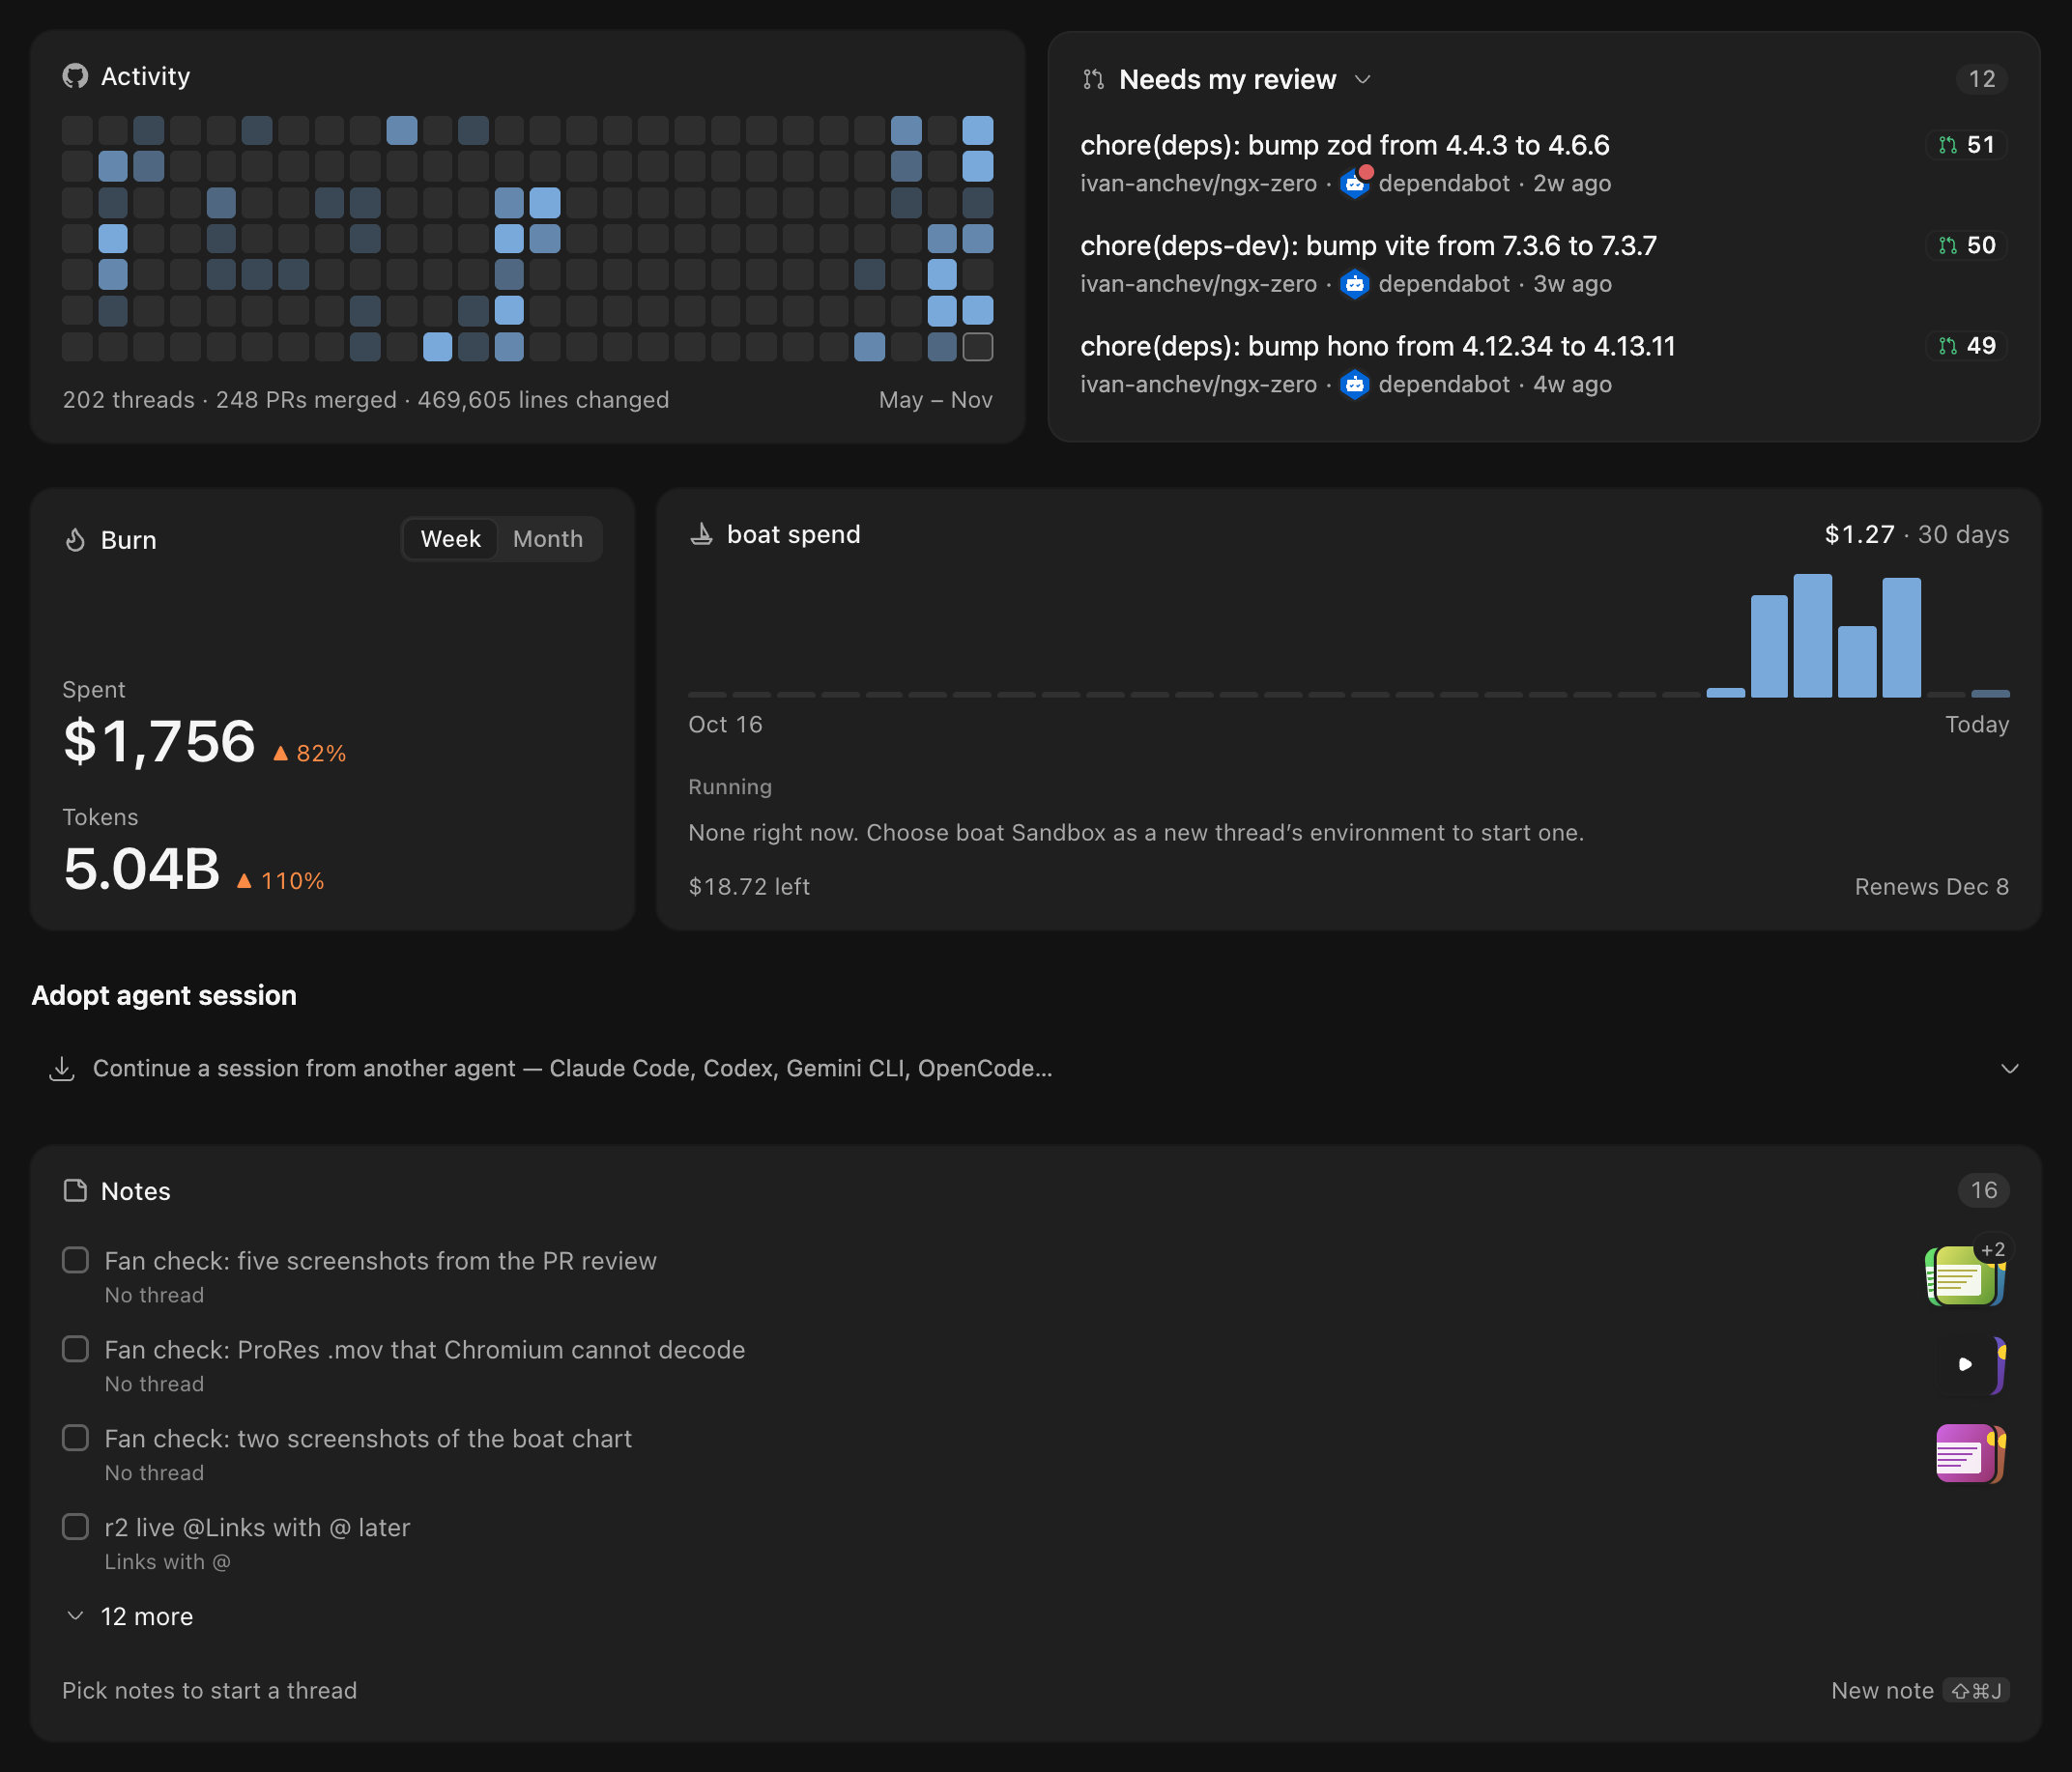 Activity
202 threads · 248 PRs merged · 469,605 lines changed
May – Nov
Needs my review
12
chore(deps): bump zod from 4.4.3 to 4.6.6
51
ivan-anchev/ngx-zero · dependabot · 2w ago
chore(deps-dev): bump vite from 7.3.6 to 7.3.7
50
ivan-anchev/ngx-zero · dependabot · 3w ago
chore(deps): bump hono from 4.12.34 to 4.13.11
49
ivan-anchev/ngx-zero · dependabot · 4w ago
Burn
Week
Month
Spent
$1,756 ▲ 82%
Tokens
5.04B ▲ 110%
boat spend
$1.27 · 30 days
Oct 16
Today
Running
None right now. Choose boat Sandbox as a new thread’s environment to start one.
$18.72 left
Renews Dec 8
Adopt agent session
Continue a session from another agent — Claude Code, Codex, Gemini CLI, OpenCode...
Notes
16
Fan check: five screenshots from the PR review
No thread
+2
Fan check: ProRes .mov that Chromium cannot decode
No thread
Fan check: two screenshots of the boat chart
No thread
r2 live @Links with @ later
Links with @
12 more
Pick notes to start a thread
New note ⇧⌘J